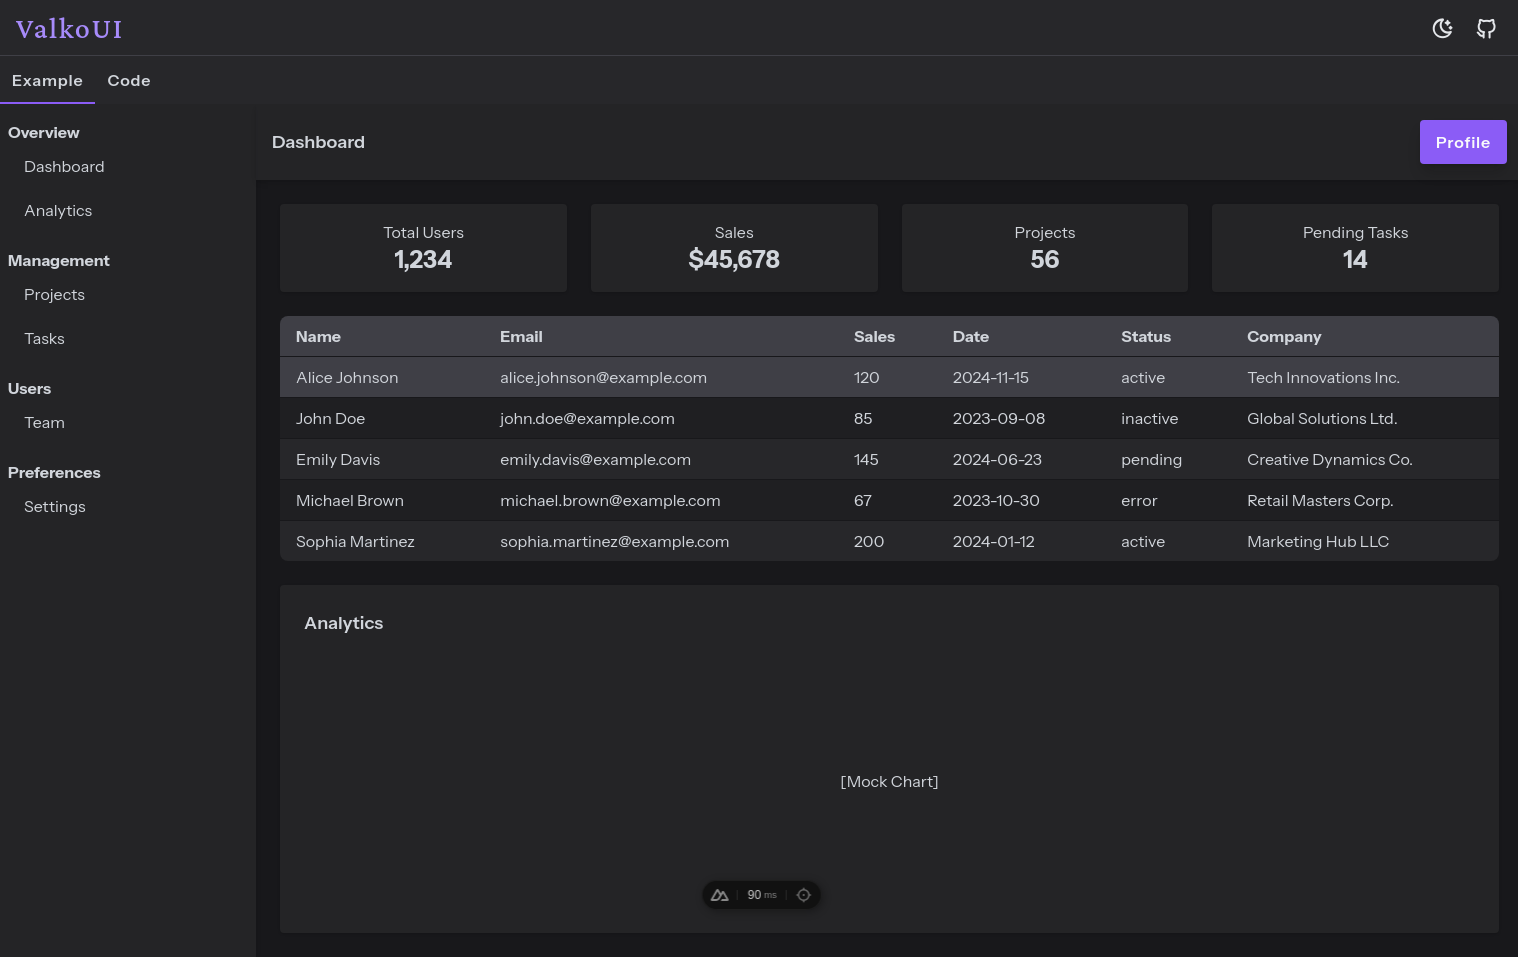 ValkoUI
Example Code
Overview
Dashboard
Analytics
Management
Projects
Tasks
Users
Team
Preferences
Settings
Dashboard
Profile
Total Users
1,234
Sales
$45,678
Projects
56
Pending Tasks
14
Name Email Sales Date Status Company
Alice Johnson alice.johnson@example.com 120 2024-11-15 active Tech Innovations Inc.
John Doe john.doe@example.com 85 2023-09-08 inactive Global Solutions Ltd.
Emily Davis emily.davis@example.com 145 2024-06-23 pending Creative Dynamics Co.
Michael Brown michael.brown@example.com 67 2023-10-30 error Retail Masters Corp.
Sophia Martinez sophia.martinez@example.com 200 2024-01-12 active Marketing Hub LLC
Analytics
[Mock Chart]
90 ms